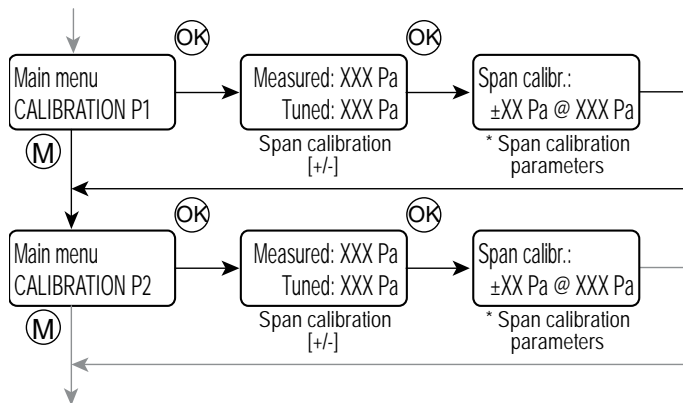 OK
OK
Main menu
CALIBRATION P1
Measured: XXX Pa
Tuned: XXX Pa
Span calibr.:
±XX Pa @ XXX Pa
M
Span calibration
[+/-]
* Span calibration
parameters
OK
OK
Main menu
CALIBRATION P2
Measured: XXX Pa
Tuned: XXX Pa
Span calibr.:
±XX Pa @ XXX Pa
M
Span calibration
[+/-]
* Span calibration
parameters